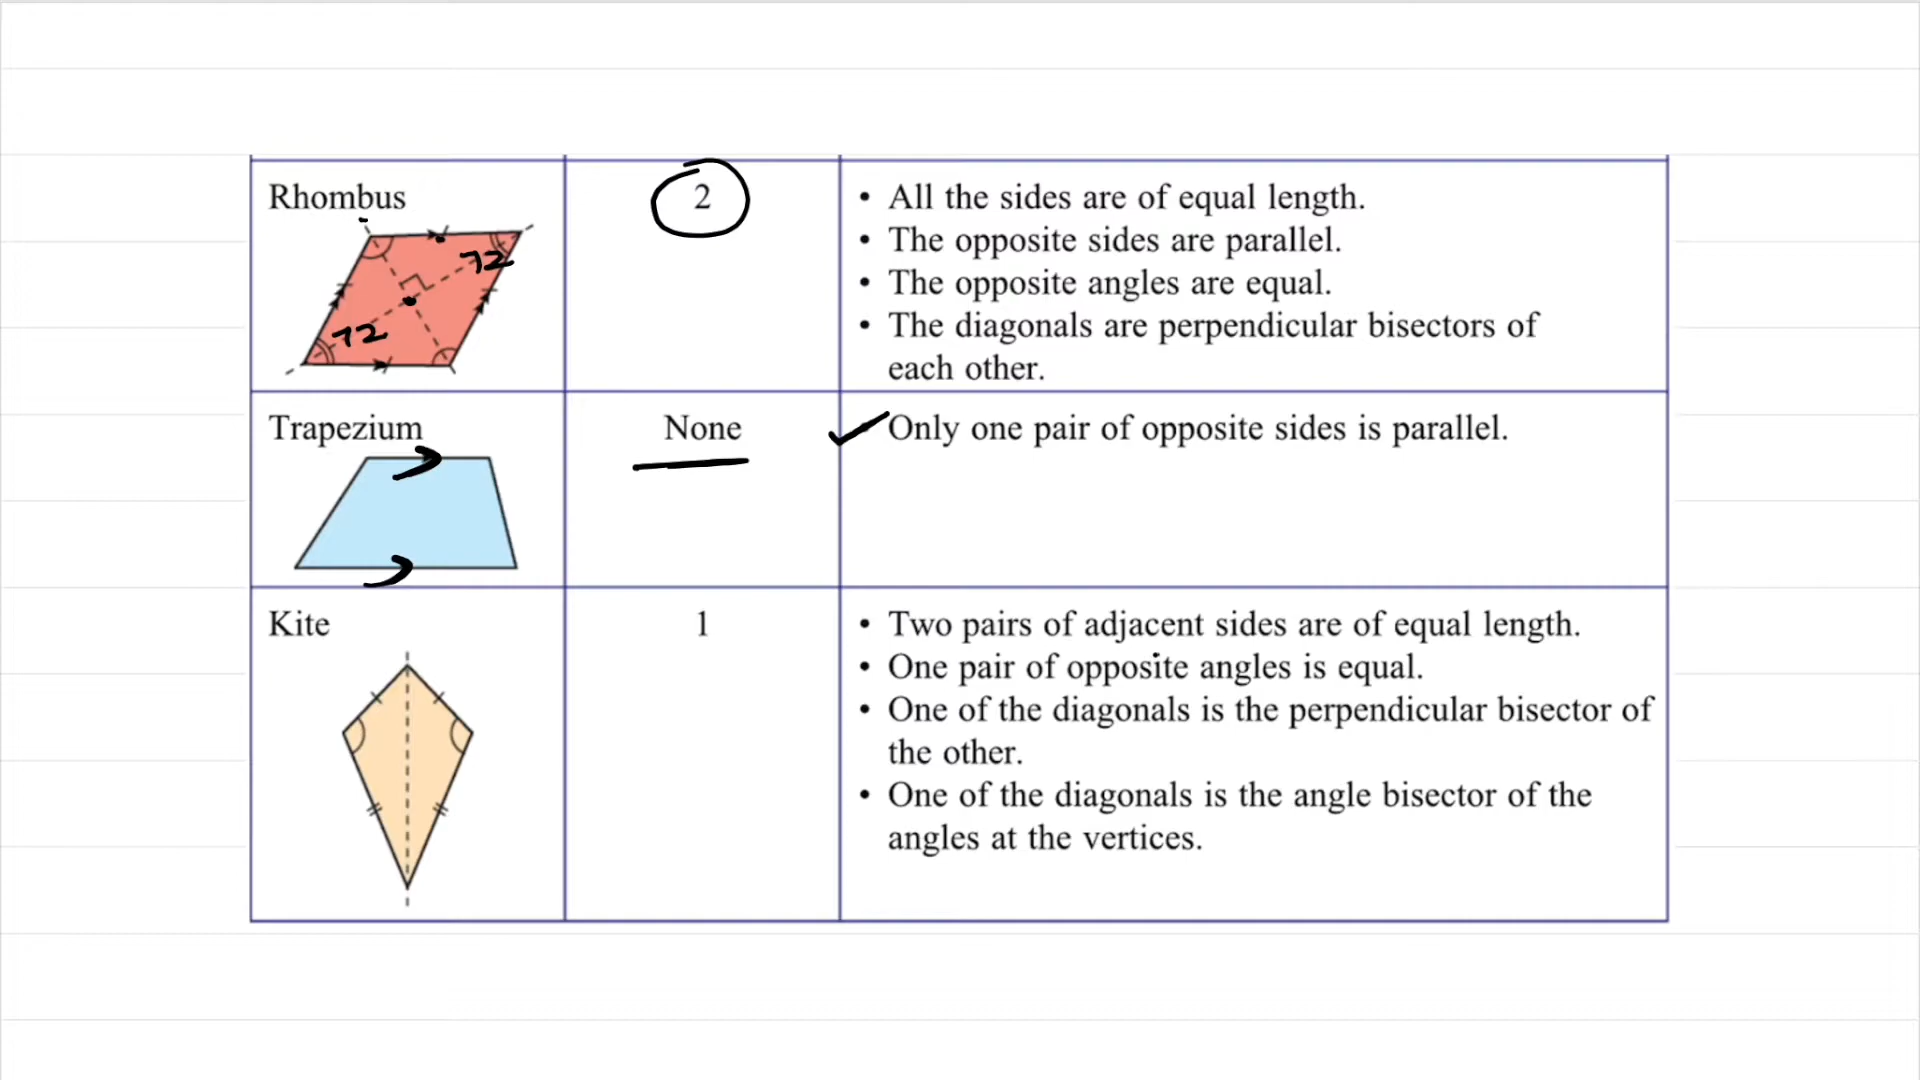 Rhombus
2
72
72
• All the sides are of equal length.
• The opposite sides are parallel.
• The opposite angles are equal.
• The diagonals are perpendicular bisectors of
each other.
Trapezium
None
Only one pair of opposite sides is parallel.
Kite
1
• Two pairs of adjacent sides are of equal length.
• One pair of opposite angles is equal.
• One of the diagonals is the perpendicular bisector of
the other.
• One of the diagonals is the angle bisector of the
angles at the vertices.